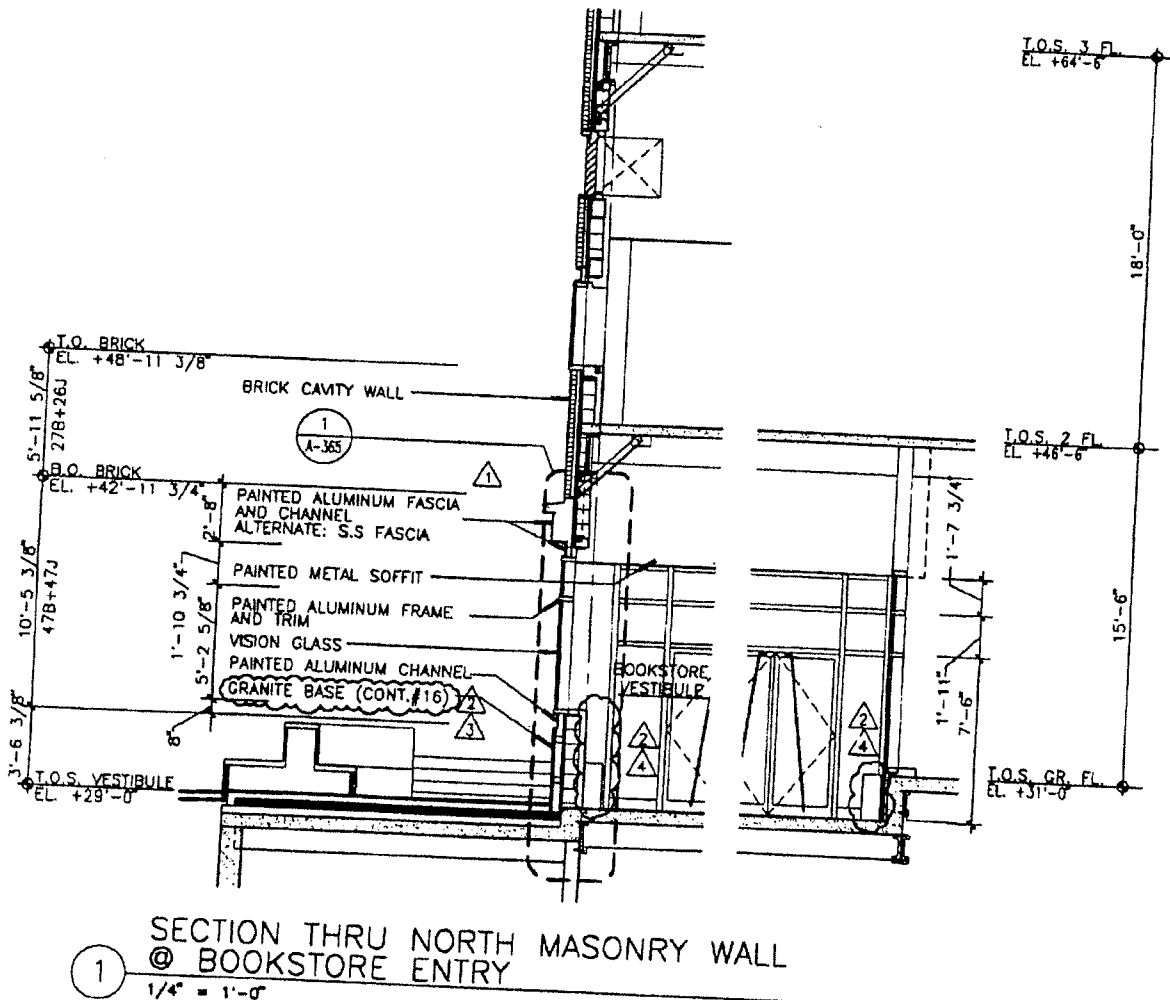 T.O.S. 3 FL.
EL. +64'-6"
18'-0"
T.O. BRICK
EL. +48'-11 3/8"
5'-11 5/8"
27B+26J
BRICK CAVITY WALL
1
A-365
T.O.S. 2 FL.
EL. +46'-6"
B.O. BRICK
EL. +42'-11 3/4"
1
2'-8"
PAINTED ALUMINUM FASCIA
AND CHANNEL
ALTERNATE: S.S FASCIA
1'-7 3/4"
10'-5 3/8"
47B+47J
1'-10 3/4"
PAINTED METAL SOFFIT
PAINTED ALUMINUM FRAME
AND TRIM
5'-2 5/8"
VISION GLASS
PAINTED ALUMINUM CHANNEL
GRANITE BASE (CONT.#16)
2
3
BOOKSTORE
VESTIBULE
2
4
2
4
15'-6"
1'-11"
7'-6"
8"
3'-6 3/8"
T.O.S. VESTIBULE
EL. +29'-0"
T.O.S. GR. FL.
EL. +31'-0"
1
SECTION THRU NORTH MASONRY WALL
@ BOOKSTORE ENTRY
1/4" = 1'-0"